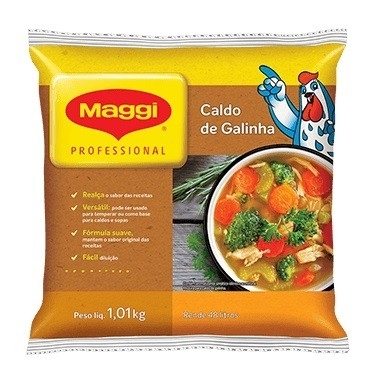 Maggi
PROFESSIONAL
Caldo
de Galinha
Realça o sabor das receitas
Versátil: pode ser usado
para temperar ou como base
para caldos e sopas
Fórmula suave,
mantém o sabor original das
receitas
Fácil diluição
Peso líq. 1,01kg
Rende 48 litros